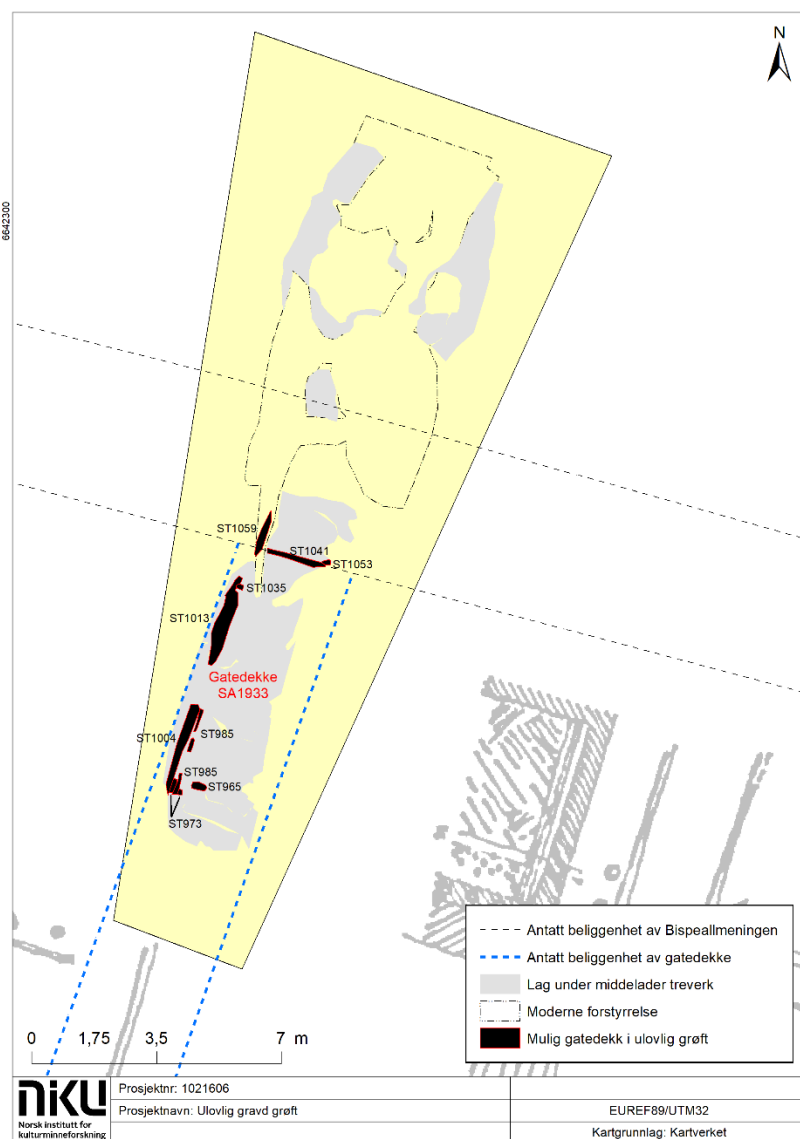 N
6642300
ST1059
ST1041
ST1053
ST1035
ST1013
Gatedekke
SA1933
ST1004
ST985
ST985
ST965
ST973
Antatt beliggenhet av Bispeallmeningen
Antatt beliggenhet av gatedekke
Lag under middelader treverk
Moderne forstyrrelse
Mulig gatedekk i ulovlig grøft
0 1,75 3,5 7 m
niKU
Norsk institutt for
kulturminneforskning
Prosjektnr: 1021606
Prosjektnavn: Ulovlig gravd grøft
EUREF89/UTM32
Kartgrunnlag: Kartverket